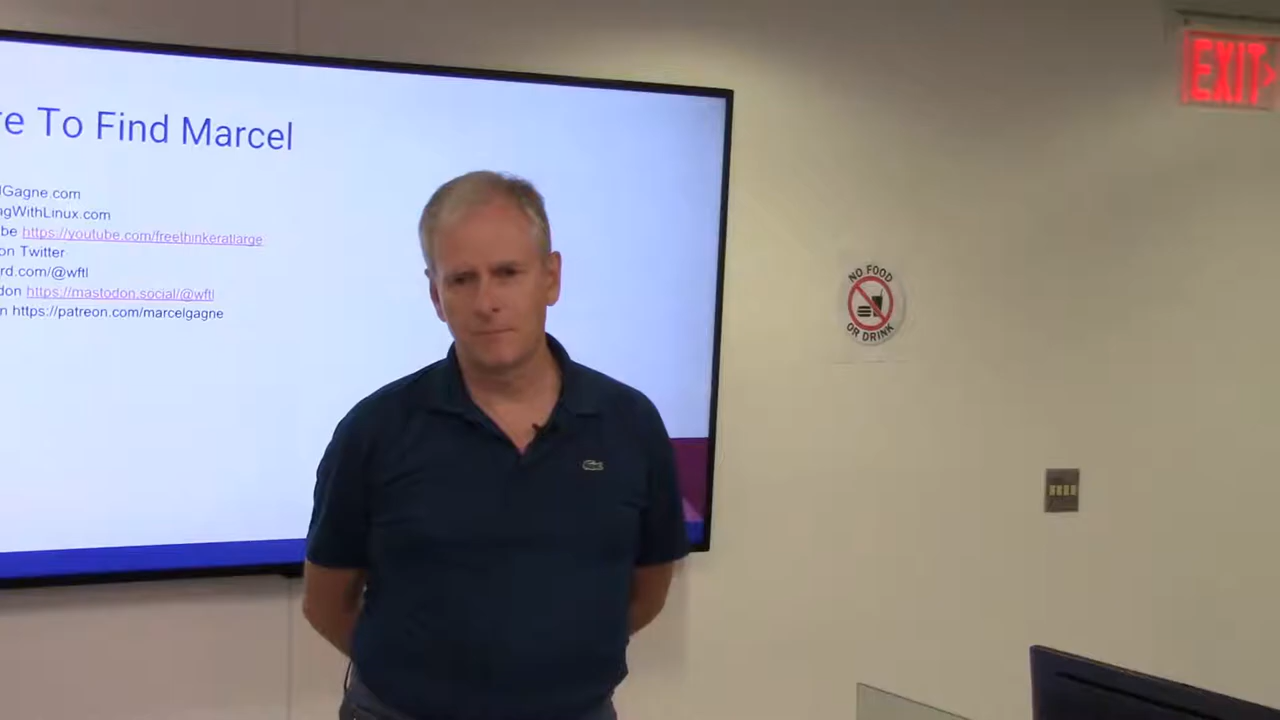 re To Find Marcel
lGagne.com
ngWithLinux.com
be https://youtube.com/freethinkeratlarge
on Twitter
rd.com/@wftl
don https://mastodon.social/@wftl
n https://patreon.com/marcelgagne
NO FOOD
OR DRINK
EXIT